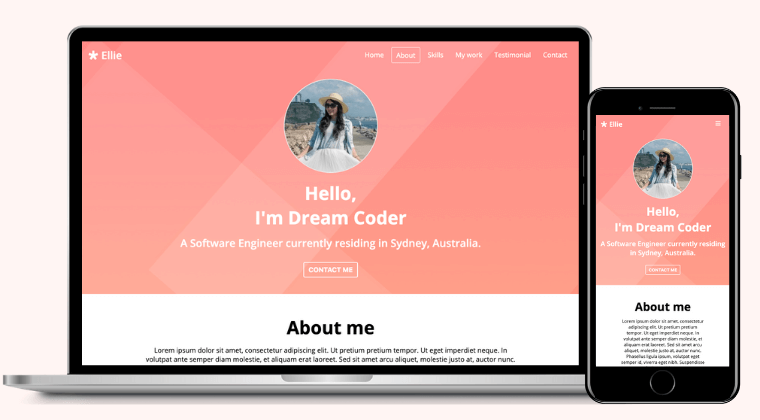 Ellie
Home About Skills My work Testimonial Contact
Hello,
I'm Dream Coder
A Software Engineer currently residing in Sydney, Australia.
CONTACT ME
About me
Lorem ipsum dolor sit amet, consectetur adipiscing elit. Ut pretium pretium tempor. Ut eget imperdiet neque. In
volutpat ante semper diam molestie, et aliquam erat laoreet. Sed sit amet arcu aliquet, molestie justo at, auctor nunc.
Ellie
Hello,
I'm Dream Coder
A Software Engineer currently residing
in Sydney, Australia.
CONTACT ME
About me
Lorem ipsum dolor sit amet, consectetur
adipiscing elit. Ut pretium pretium
tempor. Ut eget imperdiet neque. In
volutpat ante semper diam molestie, et
aliquam erat laoreet. Sed sit amet arcu
aliquet, molestie justo at, auctor nunc.
Phasellus ligula ipsum, volutpat eget
semper id, viverra eget nibh. Suspendisse